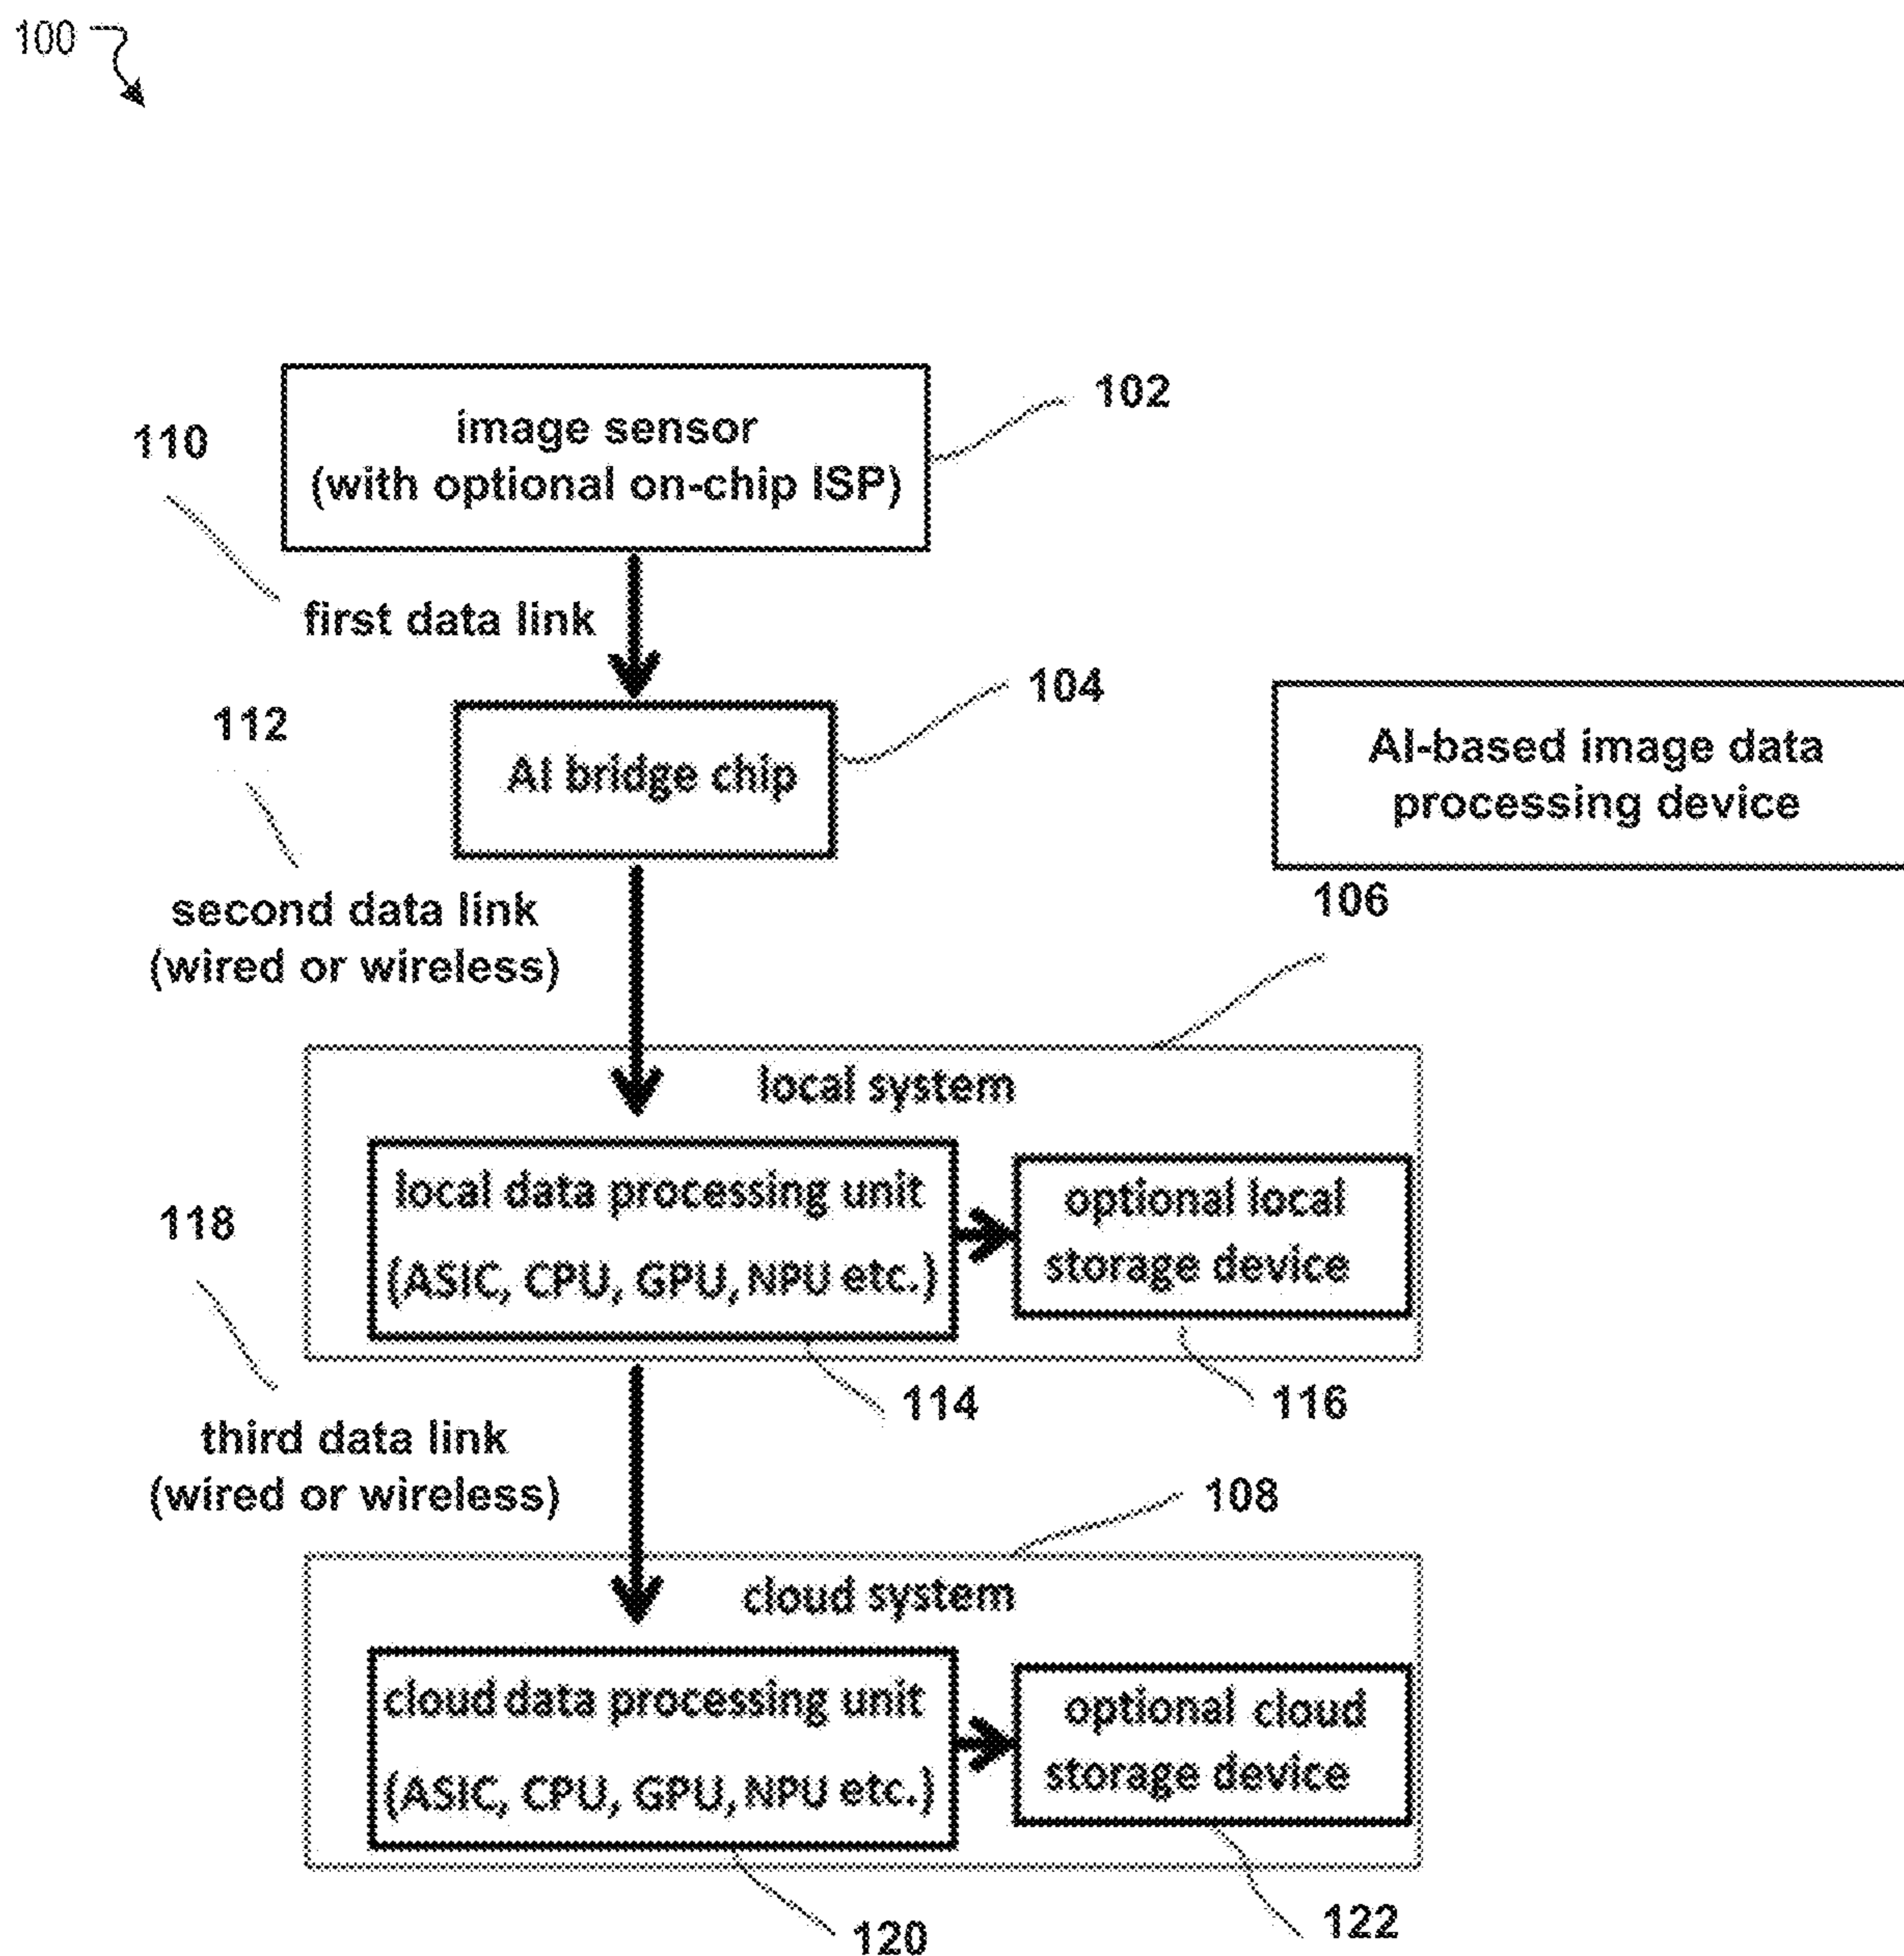 100
image sensor
(with optional on-chip ISP)
102
110
first data link
104
AI bridge chip
112
AI-based image data
processing device
second data link
(wired or wireless)
106
local system
local data processing unit
(ASIC, CPU, GPU, NPU etc.)
optional local
storage device
118
114
116
third data link
(wired or wireless)
108
cloud system
cloud data processing unit
(ASIC, CPU, GPU, NPU etc.)
optional cloud
storage device
120
122